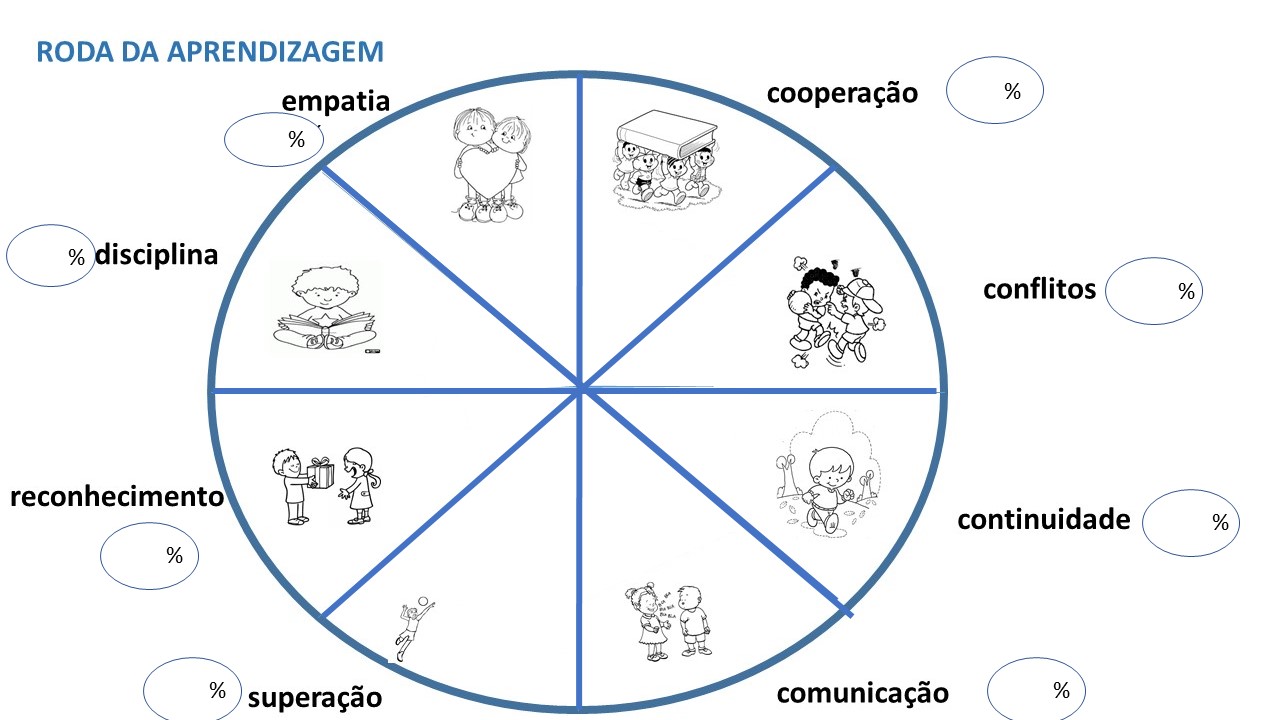 RODA DA APRENDIZAGEM
empatia
%
cooperação
%
disciplina
%
conflitos
%
reconhecimento
%
continuidade
%
superação
%
comunicação
%